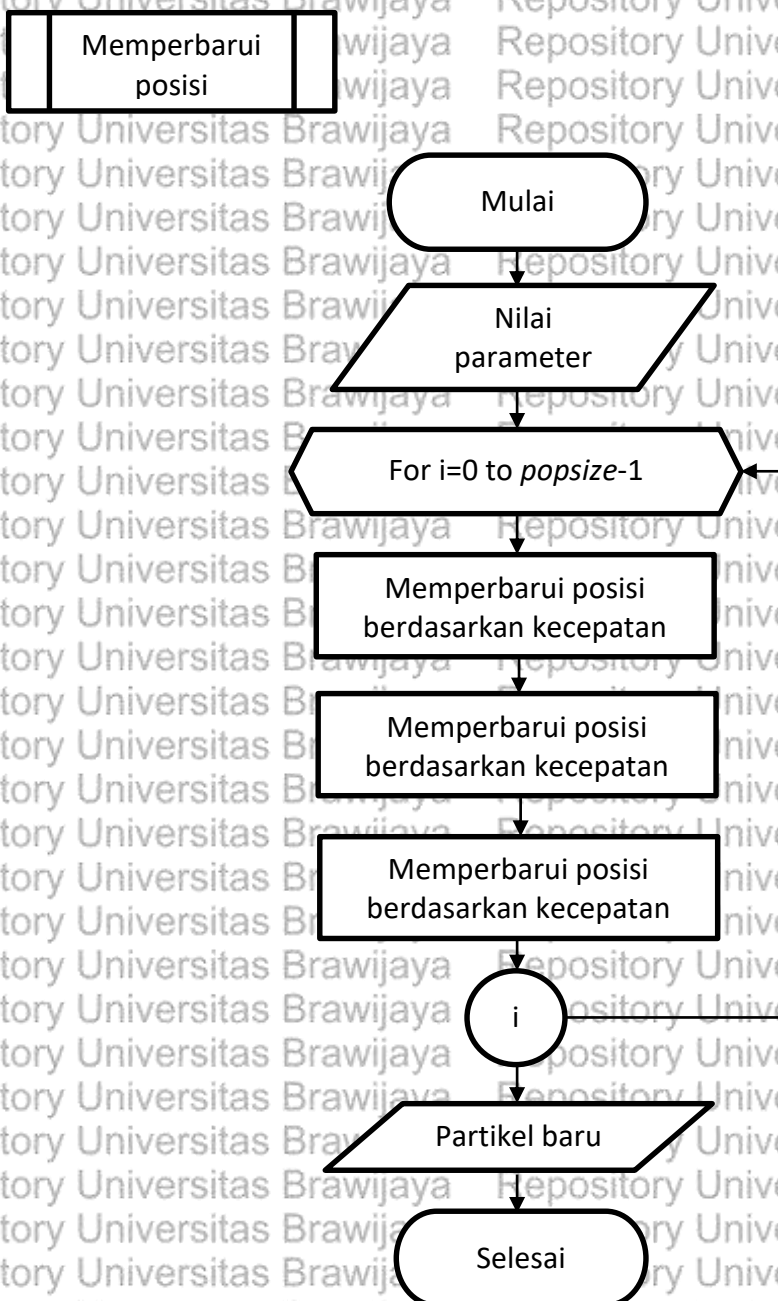 Memperbarui
posisi
Mulai
Nilai
parameter
For i=0 to popsize-1
Memperbarui posisi
berdasarkan kecepatan
Memperbarui posisi
berdasarkan kecepatan
Memperbarui posisi
berdasarkan kecepatan
i
Partikel baru
Selesai